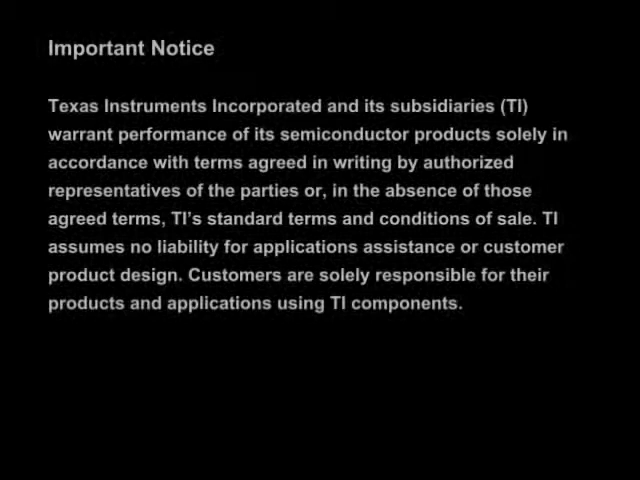 Important Notice
Texas Instruments Incorporated and its subsidiaries (TI)
warrant performance of its semiconductor products solely in
accordance with terms agreed in writing by authorized
representatives of the parties or, in the absence of those
agreed terms, TI’s standard terms and conditions of sale. TI
assumes no liability for applications assistance or customer
product design. Customers are solely responsible for their
products and applications using TI components.